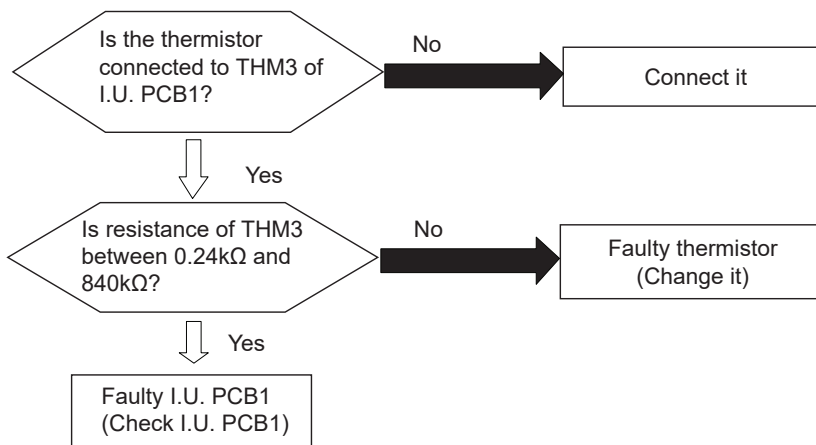 Is the thermistor
connected to THM3 of
I.U. PCB1?
No
Connect it
Yes
Is resistance of THM3
between 0.24kΩ and
840kΩ?
No
Faulty thermistor
(Change it)
Yes
Faulty I.U. PCB1
(Check I.U. PCB1)